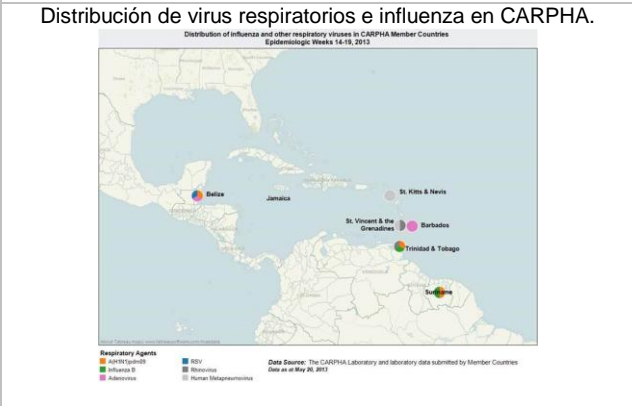 Distribución de virus respiratorios e influenza en CARPHA.
Distribution of influenza and other respiratory viruses in CARPHA Member Countries
Epidemiologic Weeks 14-19, 2013
Belize
Jamaica
St. Kitts & Nevis
St. Vincent & the
Grenadines
Barbados
Trinidad & Tobago
Suriname
Respiratory Agents
A(H1N1)pdm09
Influenza B
Adenovirus
RSV
Rhinovirus
Human Metapneumovirus
Data Source: The CARPHA Laboratory and laboratory data submitted by Member Countries
Data as at May 20, 2013